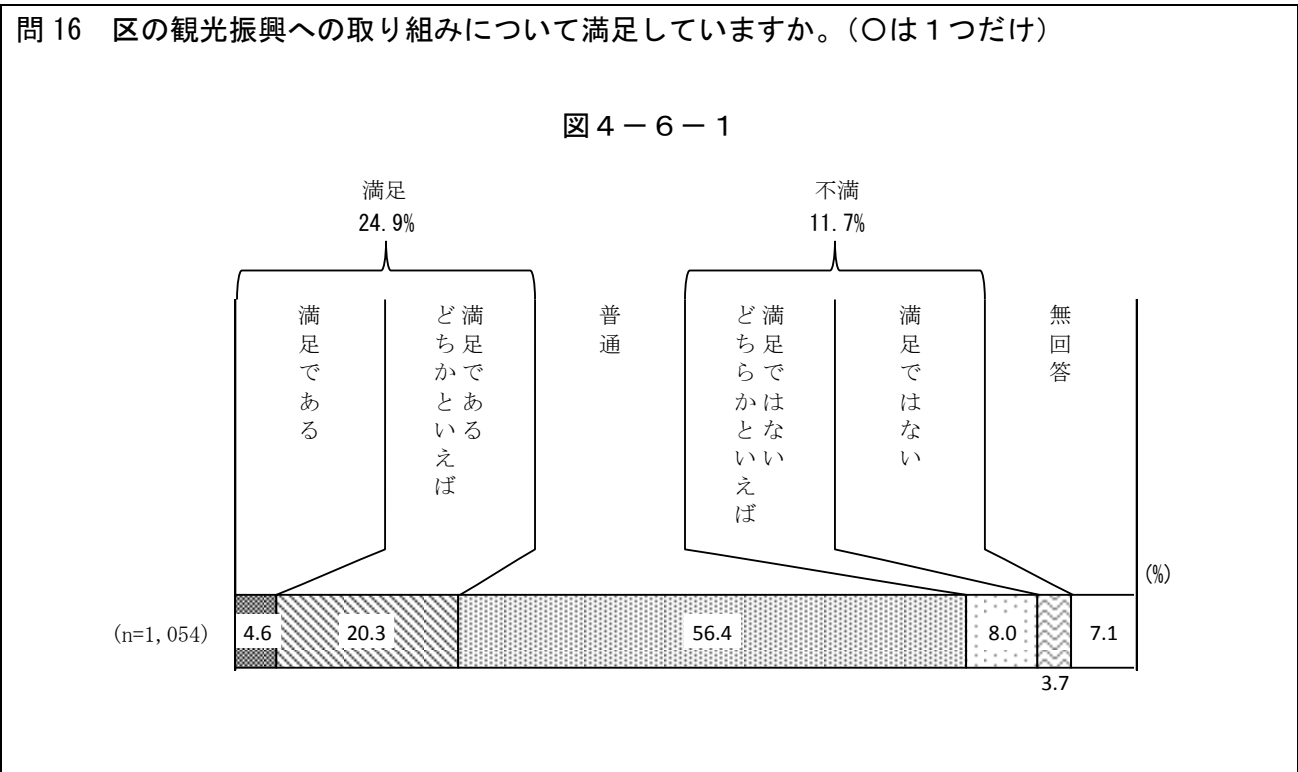 問16 区の観光振興への取り組みについて満足していますか。(○は1つだけ)
図4-6-1
満足
24.9%
不満
11.7%
満足である
満足である
どちかといえば
普通
満足ではない
どちらかといえば
満足ではない
無回答
(%)
(n=1,054)
4.6
20.3
56.4
8.0
3.7
7.1